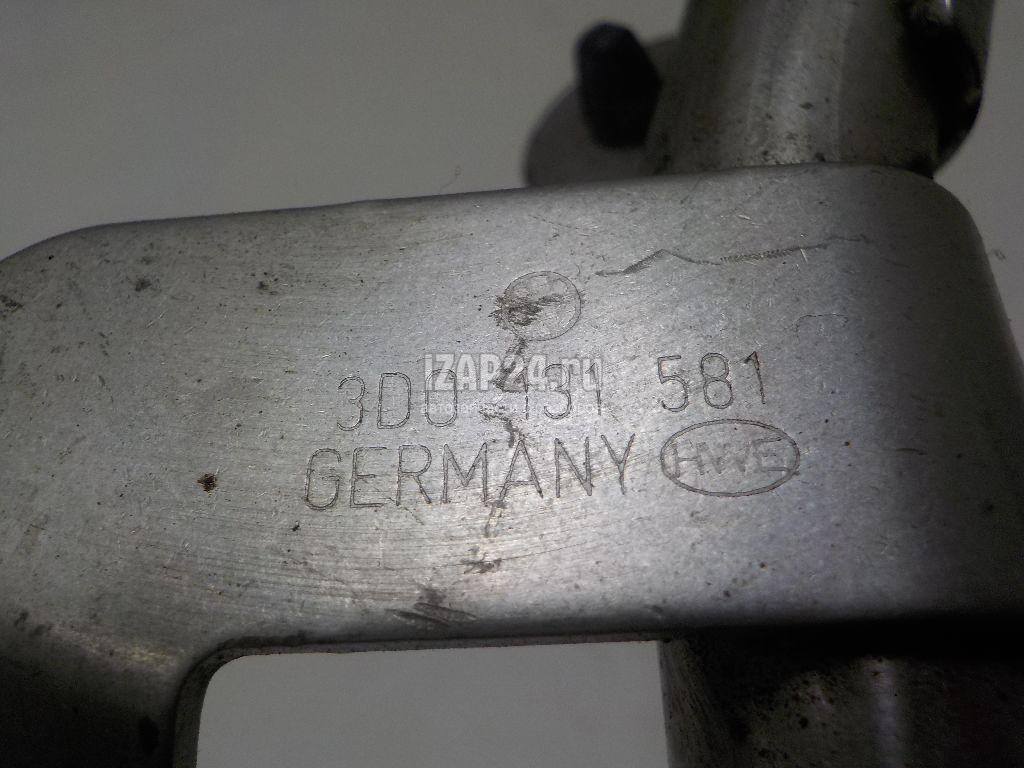 IZAP24.ru
3D0 131 581
GERMANY HWE